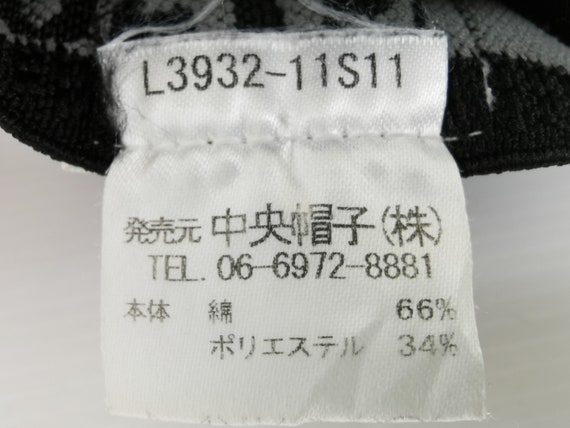 L3932-11S11
発売元 中央帽子(株)
TEL. 06-6972-8881
本体 綿 66%
ポリエステル 34%